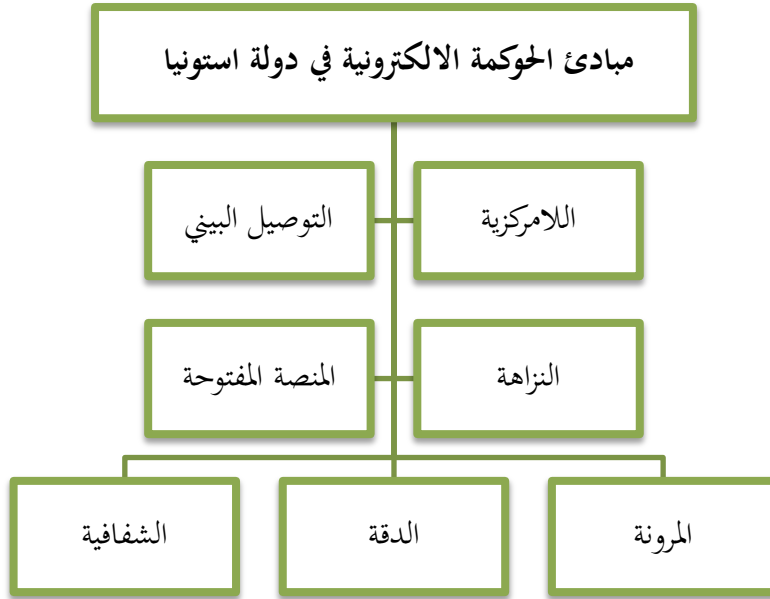 مبادئ الحوكمة الالكترونية في دولة استونيا
اللامركزية
التوصيل البيني
النزاهة
المنصة المفتوحة
المرونة
الدقة
الشفافية